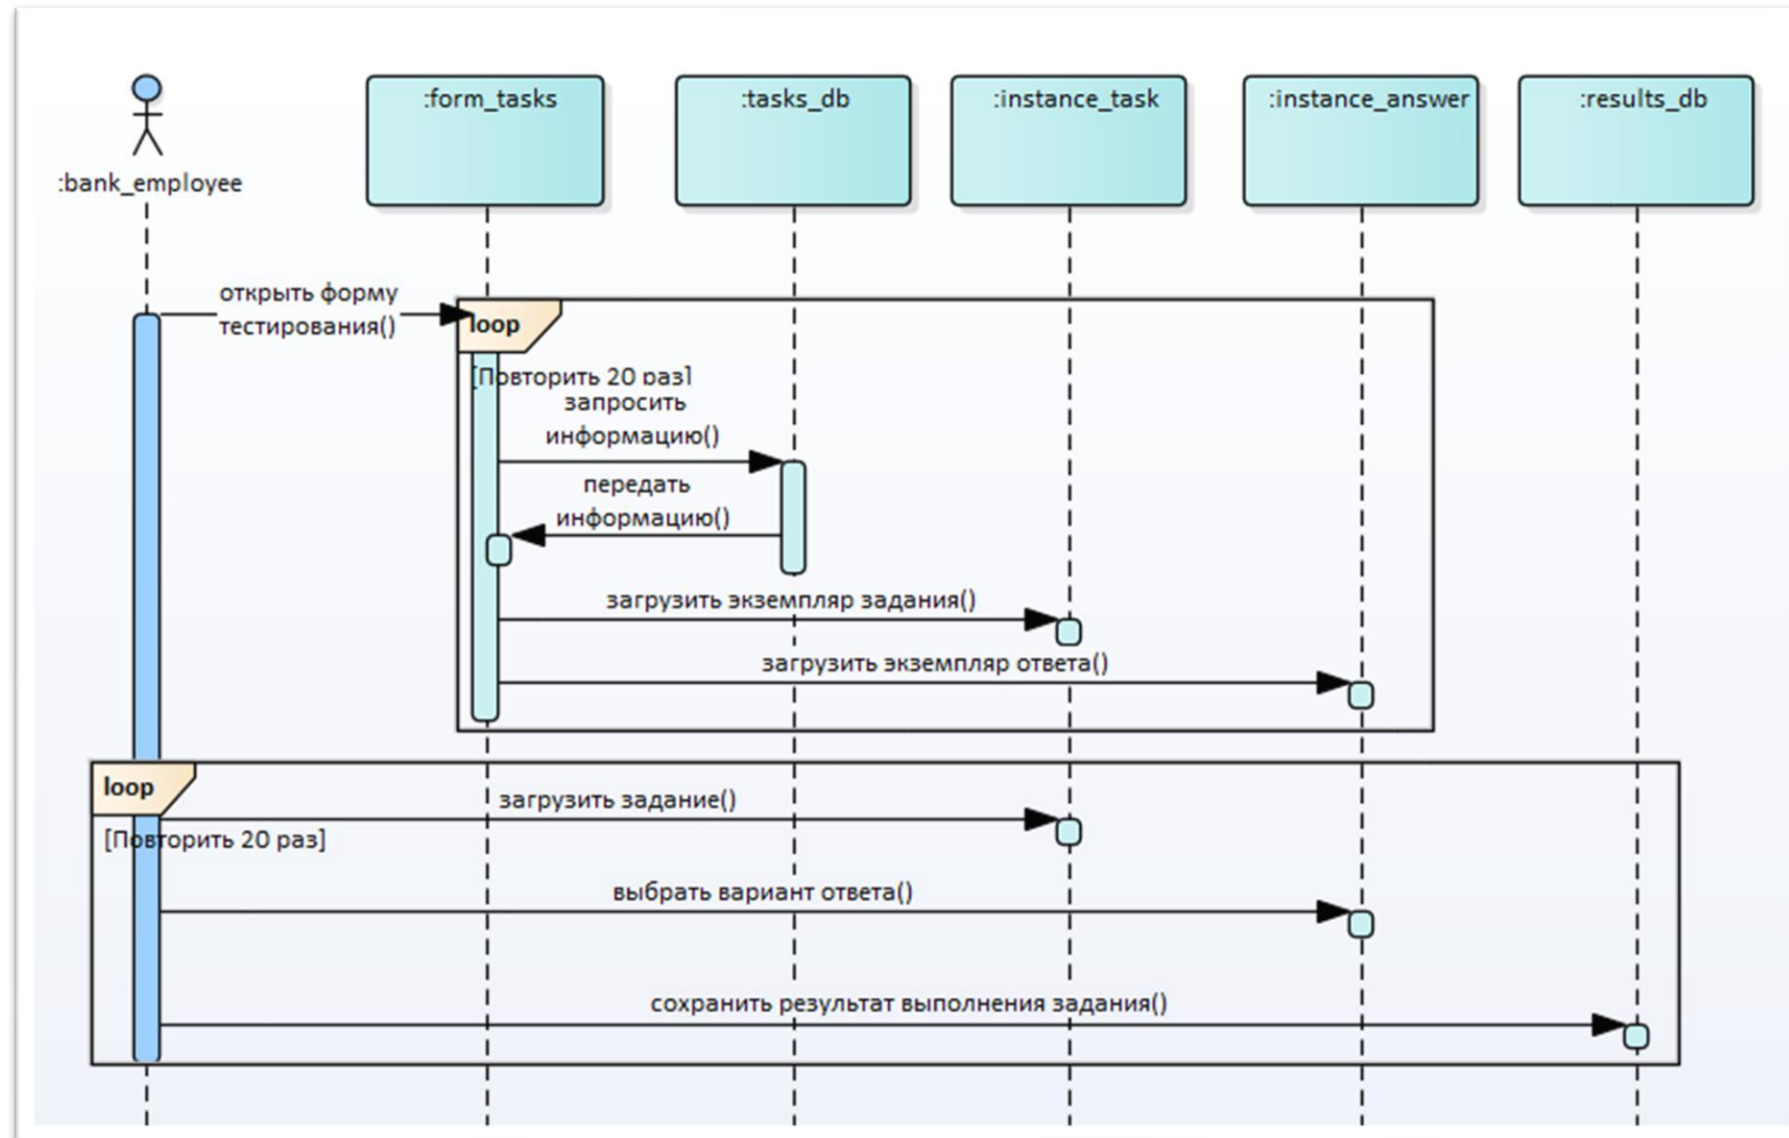 :bank_employee
:form_tasks
:tasks_db
:instance_task
:instance_answer
:results_db
открыть форму
тестирования()
loop
[Повторить 20 раз]
запросить
информацию()
передать
информацию()
загрузить экземпляр задания()
загрузить экземпляр ответа()
loop
загрузить задание()
[Повторить 20 раз]
выбрать вариант ответа()
сохранить результат выполнения задания()